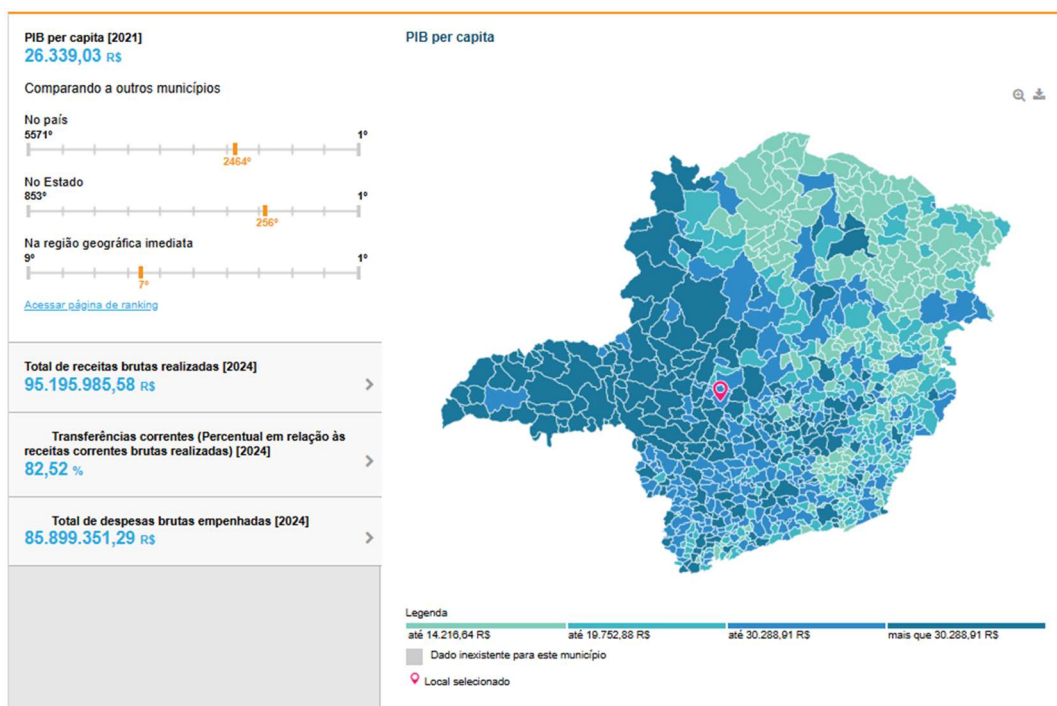 PIB per capita [2021]
26.339,03 R$
Comparando a outros municípios
No país
5571º 1º
2464º
No Estado
853º 1º
256º
Na região geográfica imediata
9º 1º
7º
Acessar página de ranking
Total de receitas brutas realizadas [2024]
95.195.985,58 R$
Transferências correntes (Percentual em relação às
receitas correntes brutas realizadas) [2024]
82,52 %
Total de despesas brutas empenhadas [2024]
85.899.351,29 R$
PIB per capita
Legenda
até 14.216,64 R$ até 19.752,88 R$ até 30.288,91 R$ mais que 30.288,91 R$
Dado inexistente para este município
Local selecionado